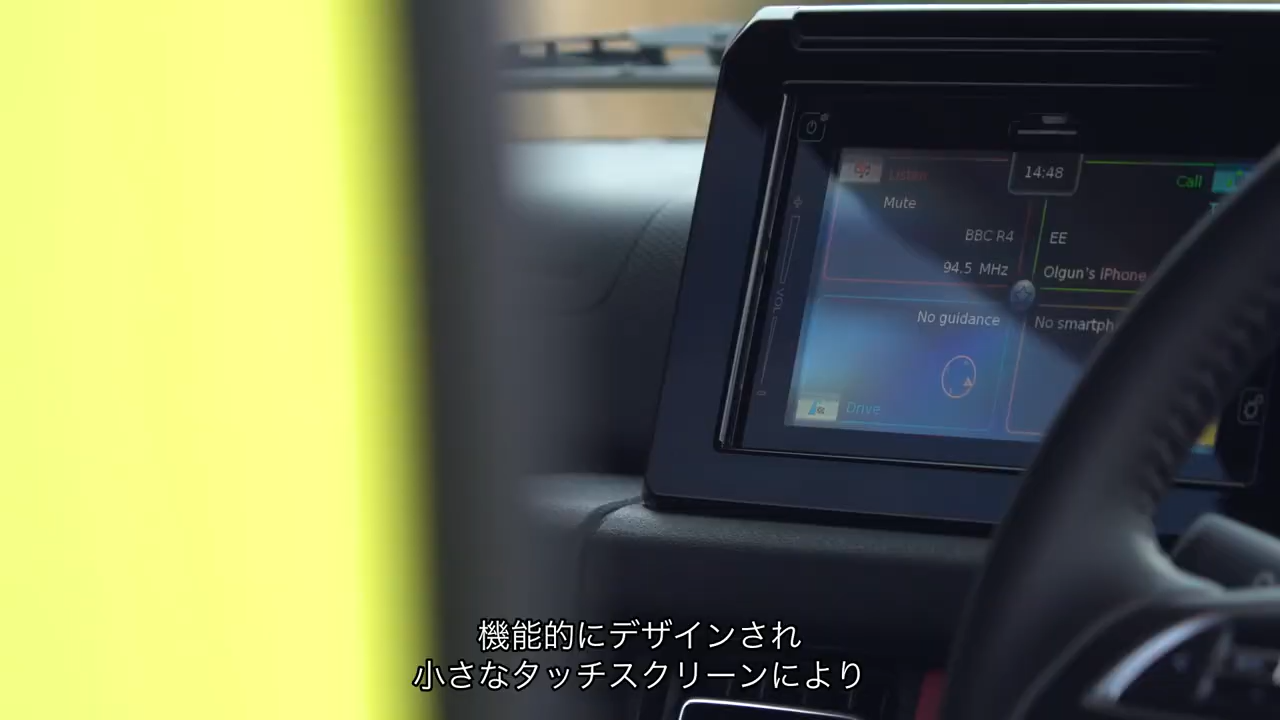 14:48
Listen
Call
Mute
BBC R4
94.5 MHz
EE
Olgun's iPhone
No guidance
No smartph
Drive
VOL
機能的にデザインされ
小さなタッチスクリーンにより